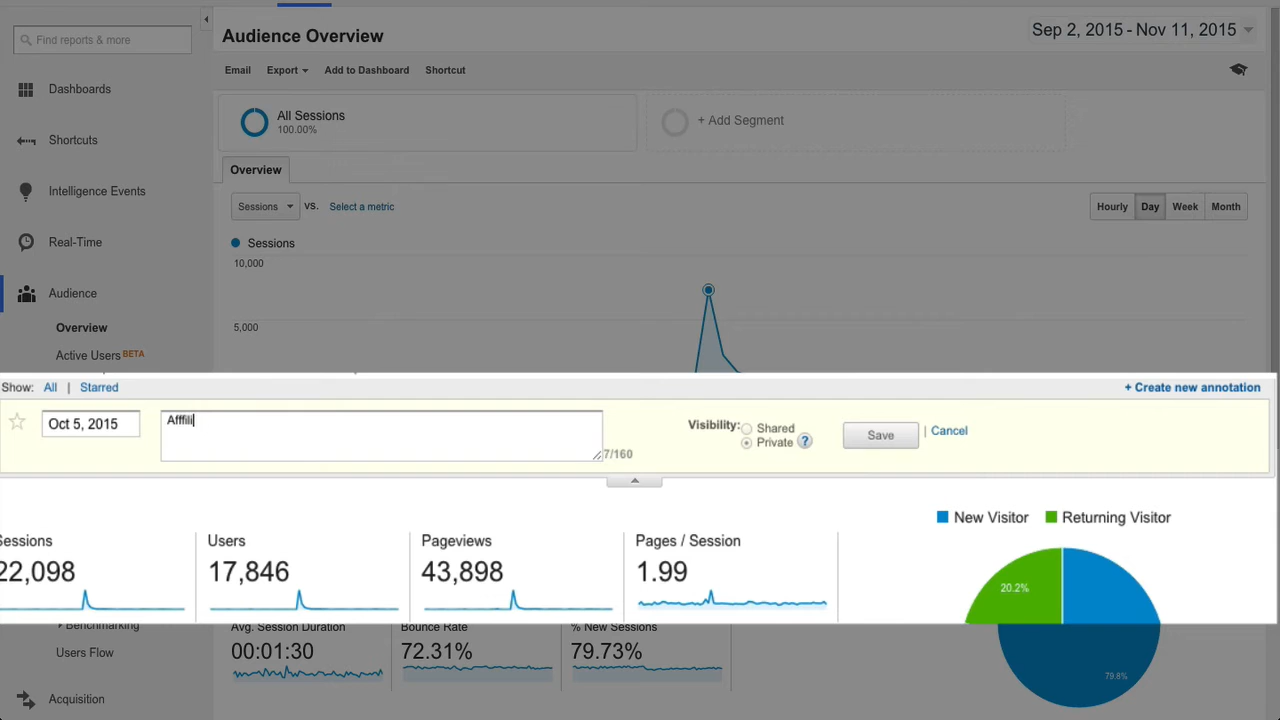 Find reports & more
Dashboards
Shortcuts
Intelligence Events
Real-Time
Audience
Overview
Active Users BETA
Audience Overview
Sep 2, 2015 - Nov 11, 2015
Email Export Add to Dashboard Shortcut
All Sessions
100.00%
+ Add Segment
Overview
Sessions VS. Select a metric
Hourly Day Week Month
Sessions
10,000
5,000
Show: All | Starred
+ Create new annotation
Oct 5, 2015
Afffili
7/160
Visibility: Shared
Private ?
Save | Cancel
New Visitor Returning Visitor
essions Users Pageviews Pages / Session
22,098 17,846 43,898 1.99
20.2%
Benchmarking
Users Flow
Acquisition
Avg. Session Duration Bounce Rate % New Sessions
00:01:30 72.31% 79.73%
79.8%